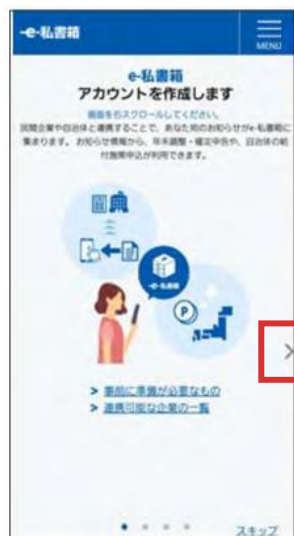 -e-私書箱
MENU
e-私書箱
アカウントを作成します
画面を右スクロールしてください。
民間企業や自治体と連携することで、あなた宛のお知らせがe-私書箱に
集まります。お知らせ情報から、年末調整・確定申告や、自治体の給
付施策申込が利用できます。
-e-私書箱
P
> 事前に準備が必要なもの
> 連携可能な企業の一覧
スキップ